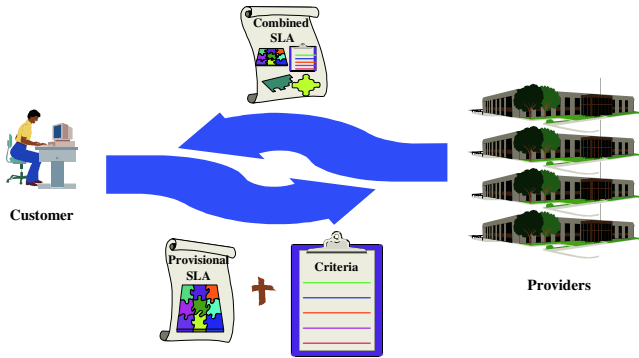 Combined
SLA
Customer
Provisional
SLA
Criteria
Providers